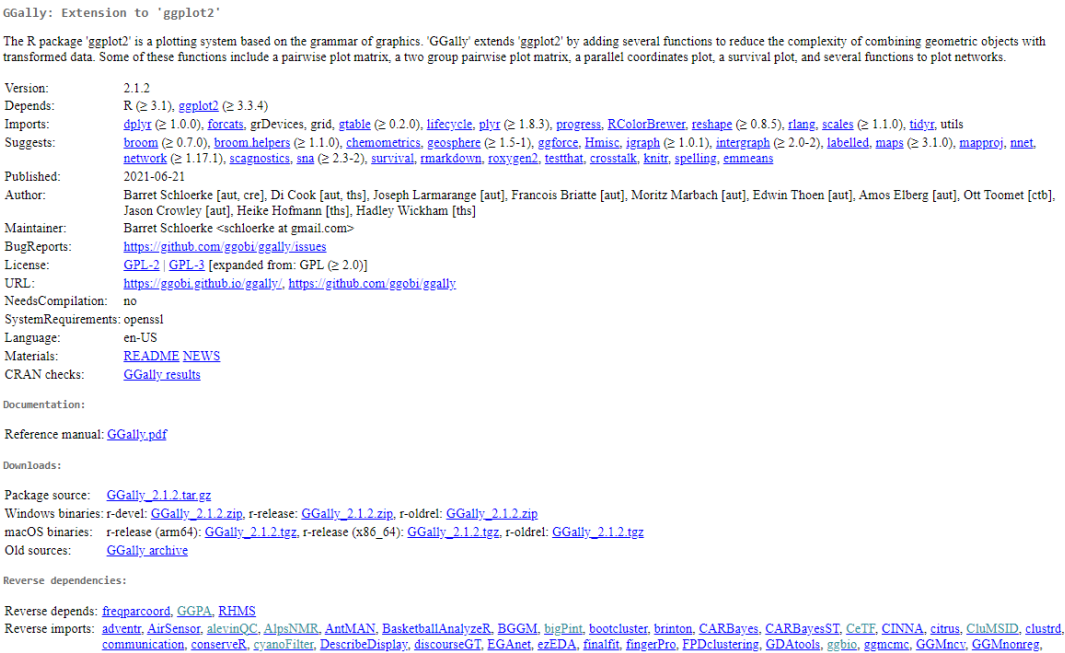 GGally: Extension to 'ggplot2'
The R package 'ggplot2' is a plotting system based on the grammar of graphics. 'GGally' extends 'ggplot2' by adding several functions to reduce the complexity of combining geometric objects with
transformed data. Some of these functions include a pairwise plot matrix, a two group pairwise plot matrix, a parallel coordinates plot, a survival plot, and several functions to plot networks.
Version: 2.1.2
Depends: R (≥ 3.1), ggplot2 (≥ 3.3.4)
Imports: dplyr (≥ 1.0.0), forcats, grDevices, grid, gtable (≥ 0.2.0), lifecycle, plyr (≥ 1.8.3), progress, RColorBrewer, reshape (≥ 0.8.5), rlang, scales (≥ 1.1.0), tidyr, utils
Suggests: broom (≥ 0.7.0), broom.helpers (≥ 1.1.0), chemometrics, geosphere (≥ 1.5-1), ggforce, Hmisc, igraph (≥ 1.0.1), intergraph (≥ 2.0-2), labelled, maps (≥ 3.1.0), mapproj, nnet,
network (≥ 1.17.1), scagnostics, sna (≥ 2.3-2), survival, rmarkdown, roxygen2, testthat, crosstalk, knitr, spelling, emmeans
Published: 2021-06-21
Author: Barret Schloerke [aut, cre], Di Cook [aut, ths], Joseph Larmarange [aut], Francois Briatte [aut], Moritz Marbach [aut], Edwin Thoen [aut], Amos Elberg [aut], Ott Toomet [ctb],
Jason Crowley [aut], Heike Hofmann [ths], Hadley Wickham [ths]
Maintainer: Barret Schloerke <schloerke at gmail.com>
BugReports: https://github.com/ggobi/ggally/issues
License: GPL-2 | GPL-3 [expanded from: GPL (≥ 2.0)]
URL: https://ggobi.github.io/ggally/, https://github.com/ggobi/ggally
NeedsCompilation: no
SystemRequirements: openssl
Language: en-US
Materials: README NEWS
CRAN checks: GGally results
Documentation:
Reference manual: GGally.pdf
Downloads:
Package source: GGally_2.1.2.tar.gz
Windows binaries: r-devel: GGally_2.1.2.zip, r-release: GGally_2.1.2.zip, r-oldrel: GGally_2.1.2.zip
macOS binaries: r-release (arm64): GGally_2.1.2.tgz, r-release (x86_64): GGally_2.1.2.tgz, r-oldrel: GGally_2.1.2.tgz
Old sources: GGally archive
Reverse dependencies:
Reverse depends: freqparcoord, GGPA, RHMS
Reverse imports: adventr, AirSensor, alevinQC, AlpsNMR, AntMAN, BasketballAnalyzeR, BGGM, bigPint, bootcluster, brinton, CARBayes, CARBayesST, CeTF, CINNA, citrus, CluMSID, clustrd,
communication, conserveR, cyanoFilter, DescribeDisplay, discourseGT, EGAnet, ezEDA, finalfit, fingerPro, FPDclustering, GDAtools, ggbio, ggmcmc, GGMncv, GGMnonreg,